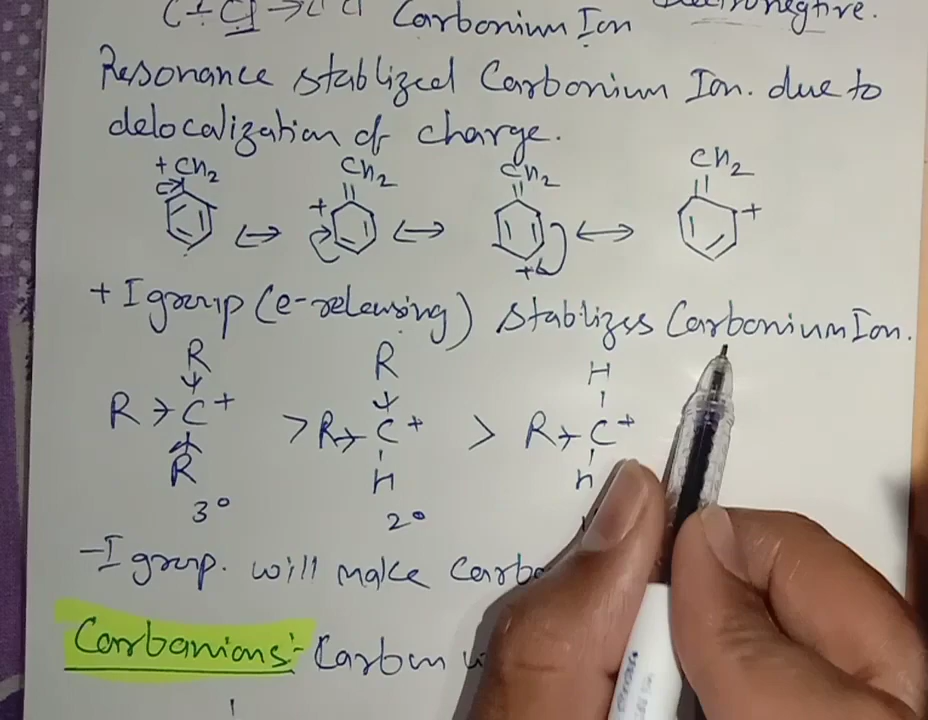 Carbonium Ion
Resonance stablized Carbonium Ion. due to
delocalization of charge.
+CH2 CH2 CH2 CH2
+ ↔ ↔ + ↔ +
+I group (e-releasing) stablizes Carbonium Ion.
R R H
R → C + > R → C + > R → C +
R H H
3° 2°
-I group. will make Carb
Carbanions:- Carbon